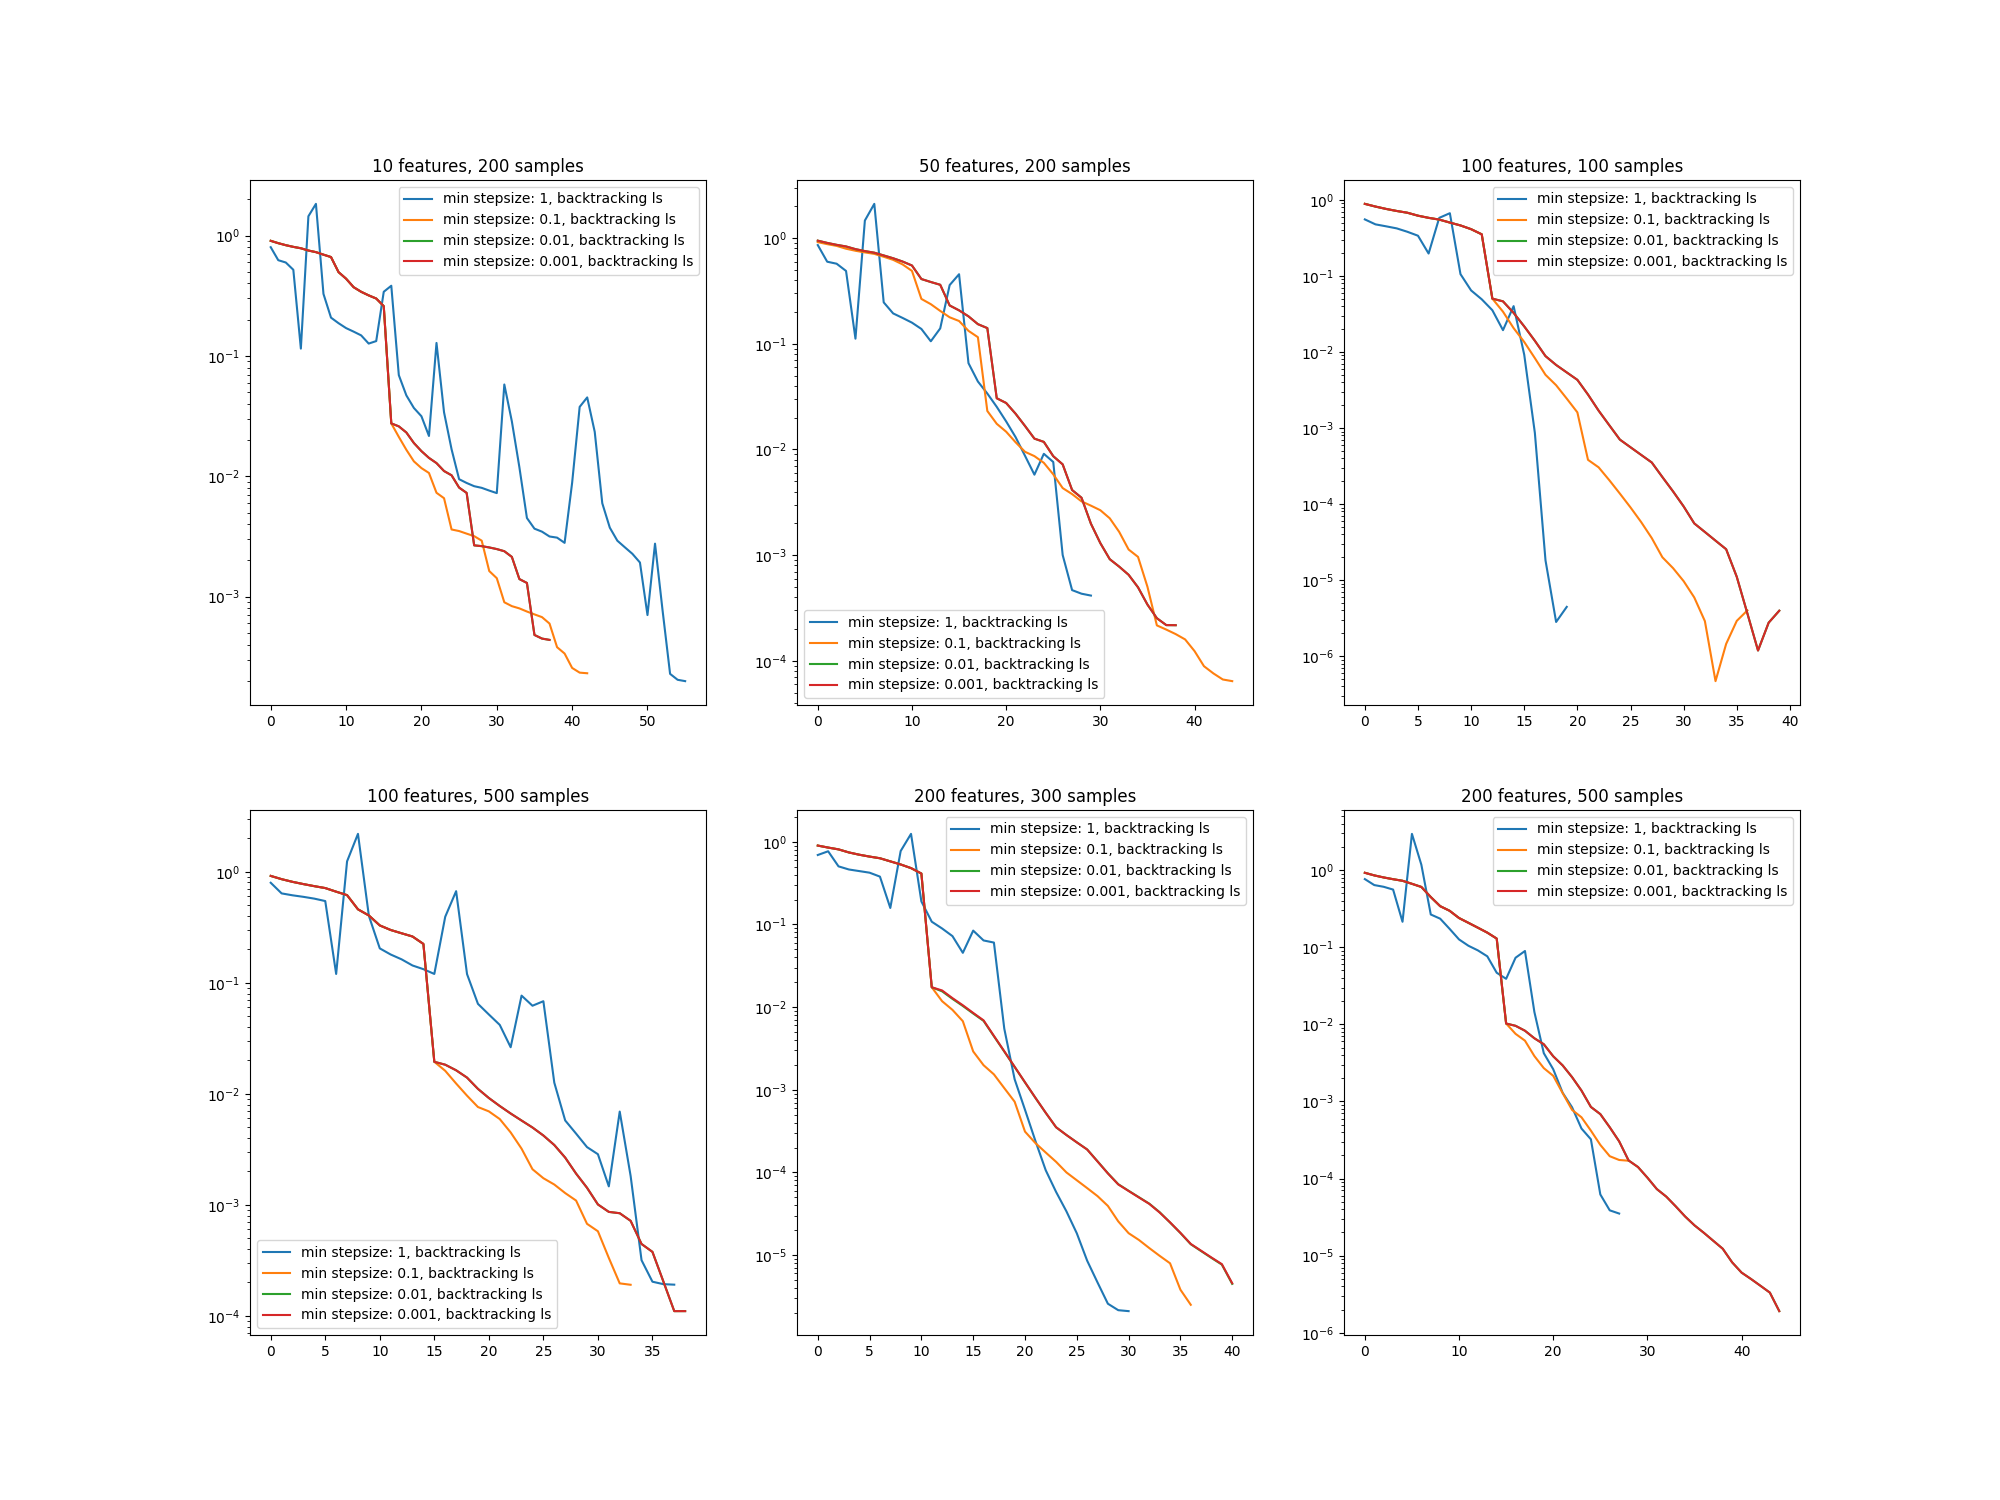 10 features, 200 samples
10⁰
10⁻¹
10⁻²
10⁻³
0 10 20 30 40 50
min stepsize: 1, backtracking ls
min stepsize: 0.1, backtracking ls
min stepsize: 0.01, backtracking ls
min stepsize: 0.001, backtracking ls
50 features, 200 samples
10⁰
10⁻¹
10⁻²
10⁻³
10⁻⁴
0 10 20 30 40
min stepsize: 1, backtracking ls
min stepsize: 0.1, backtracking ls
min stepsize: 0.01, backtracking ls
min stepsize: 0.001, backtracking ls
100 features, 100 samples
10⁰
10⁻¹
10⁻²
10⁻³
10⁻⁴
10⁻⁵
10⁻⁶
0 5 10 15 20 25 30 35 40
min stepsize: 1, backtracking ls
min stepsize: 0.1, backtracking ls
min stepsize: 0.01, backtracking ls
min stepsize: 0.001, backtracking ls
100 features, 500 samples
10⁰
10⁻¹
10⁻²
10⁻³
10⁻⁴
0 5 10 15 20 25 30 35
min stepsize: 1, backtracking ls
min stepsize: 0.1, backtracking ls
min stepsize: 0.01, backtracking ls
min stepsize: 0.001, backtracking ls
200 features, 300 samples
10⁰
10⁻¹
10⁻²
10⁻³
10⁻⁴
10⁻⁵
0 5 10 15 20 25 30 35 40
min stepsize: 1, backtracking ls
min stepsize: 0.1, backtracking ls
min stepsize: 0.01, backtracking ls
min stepsize: 0.001, backtracking ls
200 features, 500 samples
10⁰
10⁻¹
10⁻²
10⁻³
10⁻⁴
10⁻⁵
10⁻⁶
0 10 20 30 40
min stepsize: 1, backtracking ls
min stepsize: 0.1, backtracking ls
min stepsize: 0.01, backtracking ls
min stepsize: 0.001, backtracking ls